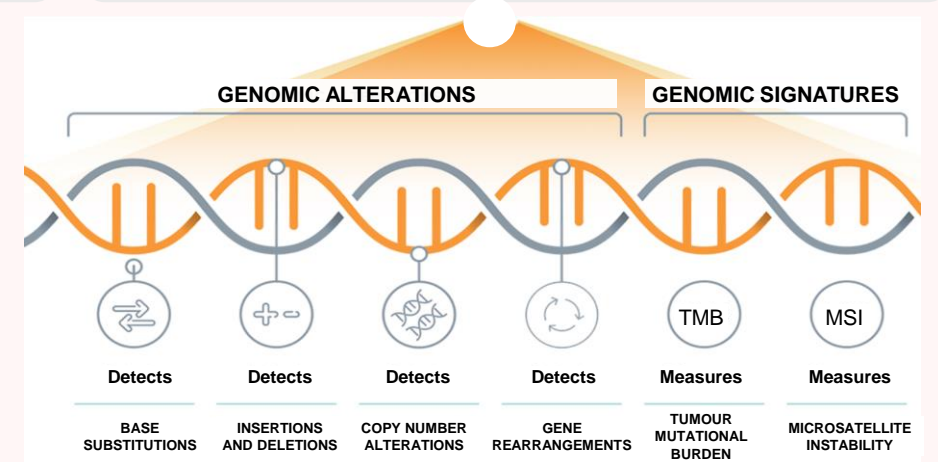 GENOMIC ALTERATIONS
GENOMIC SIGNATURES
TMB
MSI
Detects
Detects
Detects
Detects
Measures
Measures
BASE
SUBSTITUTIONS
INSERTIONS
AND DELETIONS
COPY NUMBER
ALTERATIONS
GENE
REARRANGEMENTS
TUMOUR
MUTATIONAL
BURDEN
MICROSATELLITE
INSTABILITY